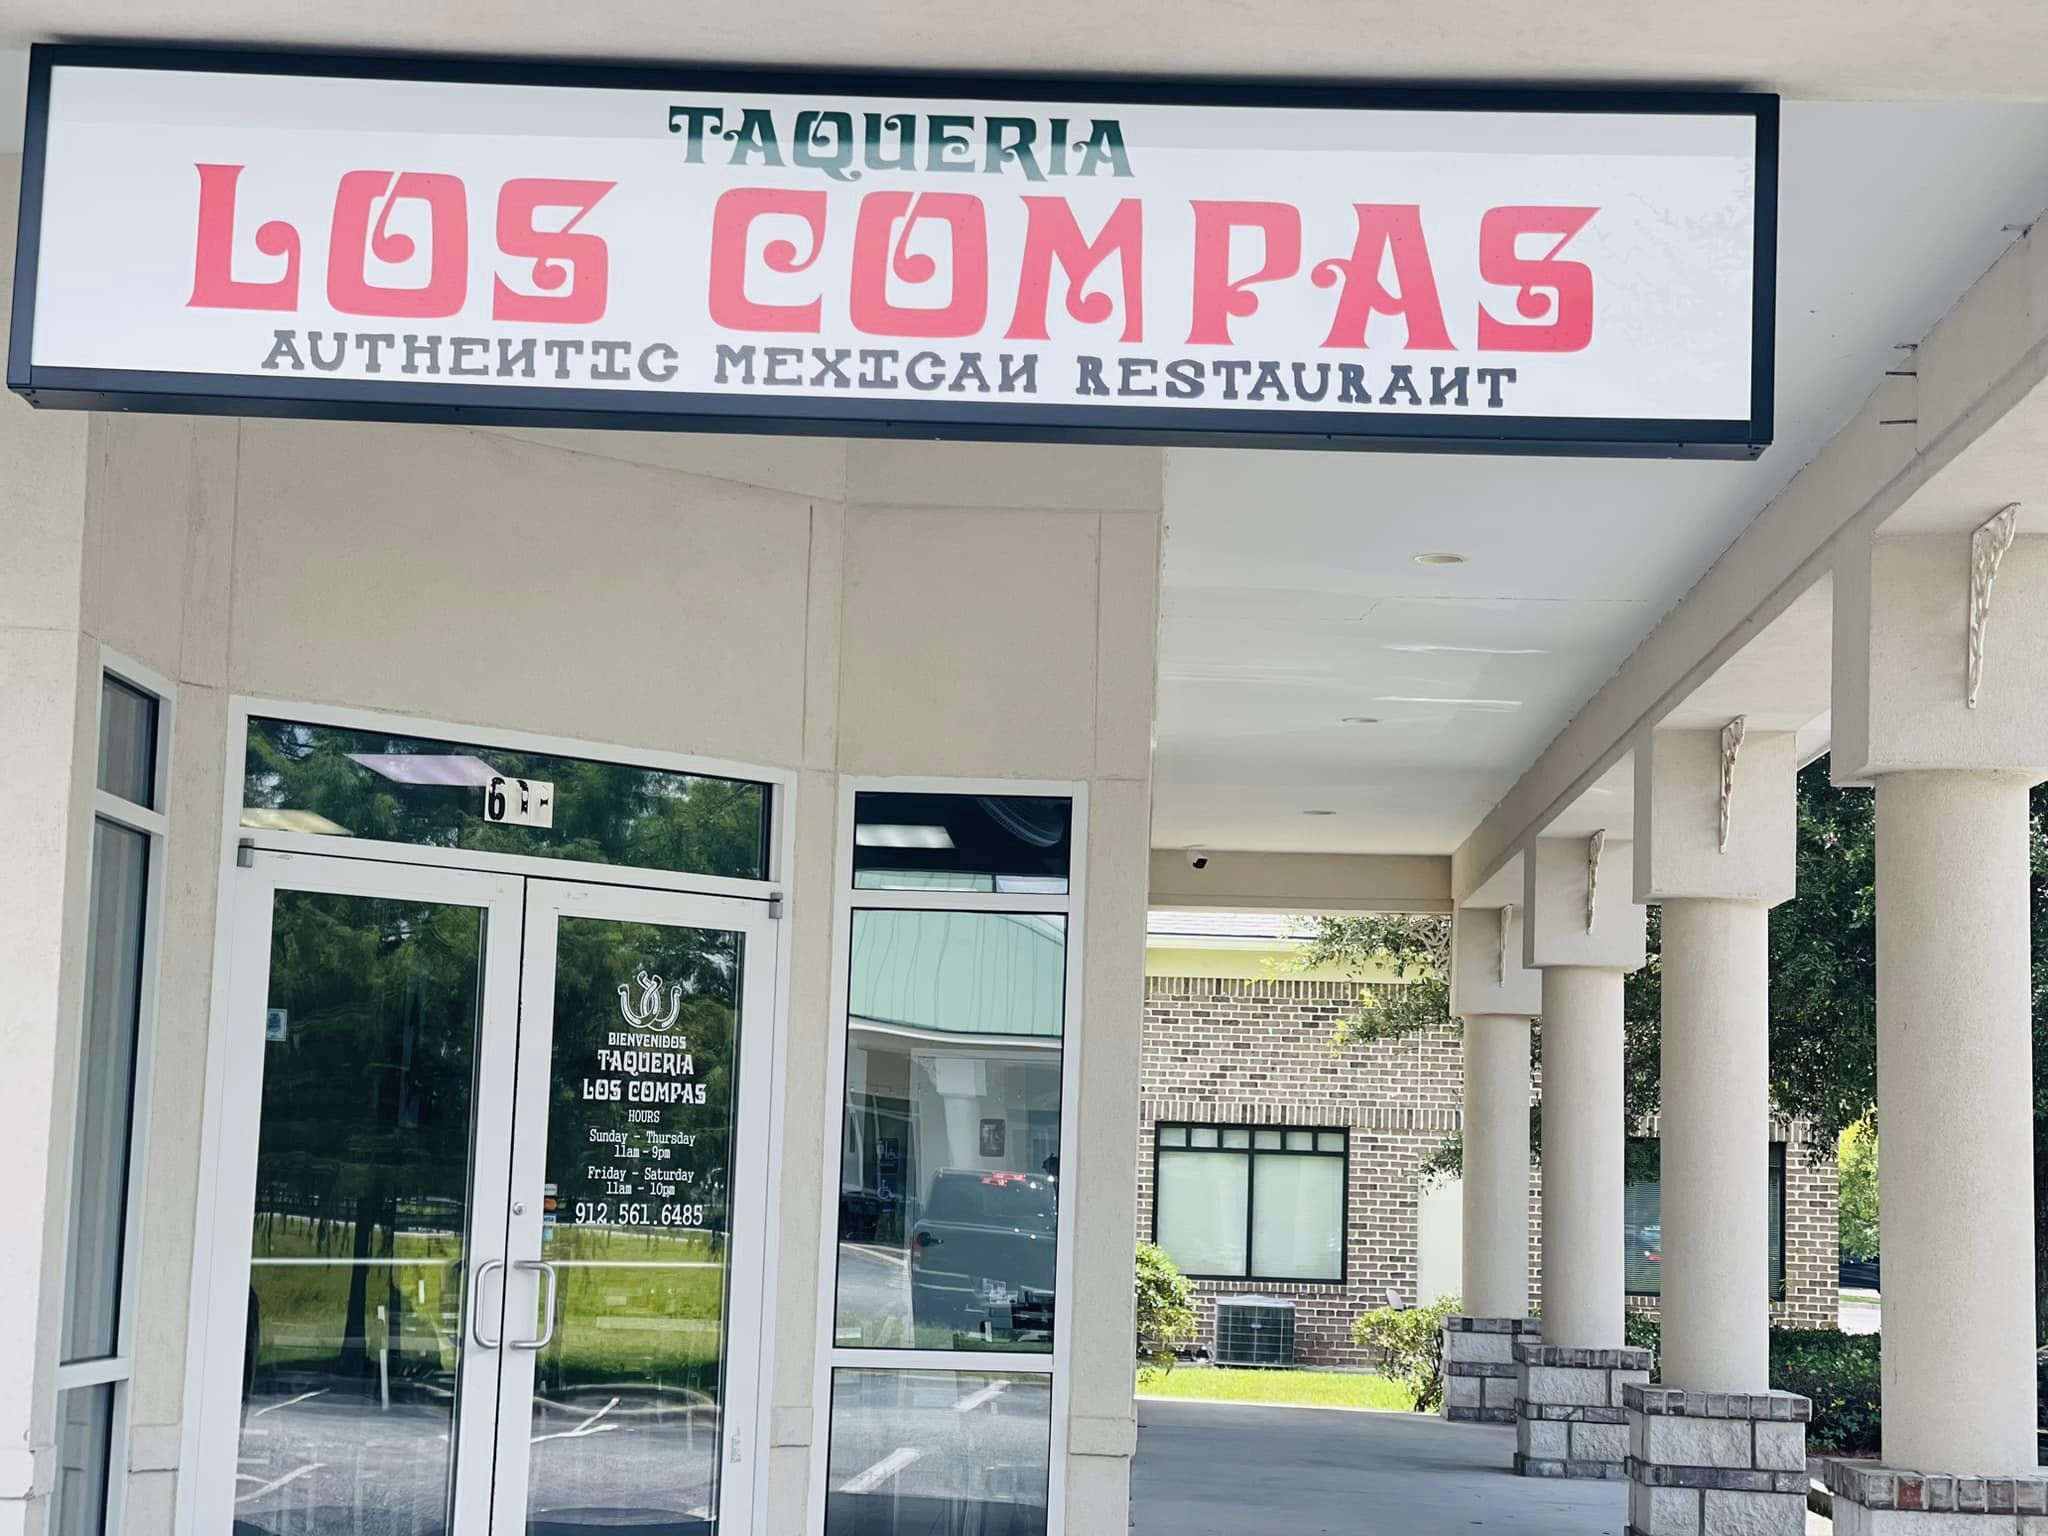 TAQUERIA
LOS COMPAS
AUTHENTIC MEXICAN RESTAURANT
BIENVENIDOS
TAQUERIA
LOS COMPAS
HOURS
Sunday - Thursday
11am - 9pm
Friday - Saturday
11am - 10pm
912.561.6485